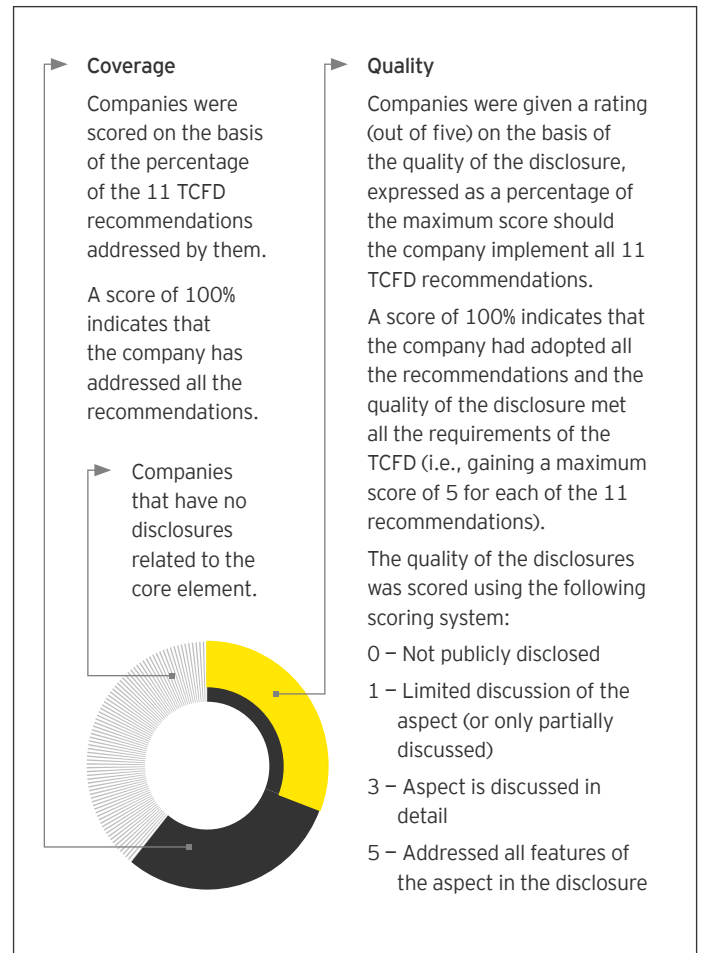 Coverage
Companies were
scored on the basis
of the percentage
of the 11 TCFD
recommendations
addressed by them.
A score of 100%
indicates that
the company has
addressed all the
recommendations.
Companies
that have no
disclosures
related to the
core element.
Quality
Companies were given a rating
(out of five) on the basis of
the quality of the disclosure,
expressed as a percentage of
the maximum score should
the company implement all 11
TCFD recommendations.
A score of 100% indicates that
the company had adopted all
the recommendations and the
quality of the disclosure met
all the requirements of the
TCFD (i.e., gaining a maximum
score of 5 for each of the 11
recommendations).
The quality of the disclosures
was scored using the following
scoring system:
0 – Not publicly disclosed
1 – Limited discussion of the
aspect (or only partially
discussed)
3 – Aspect is discussed in
detail
5 – Addressed all features of
the aspect in the disclosure